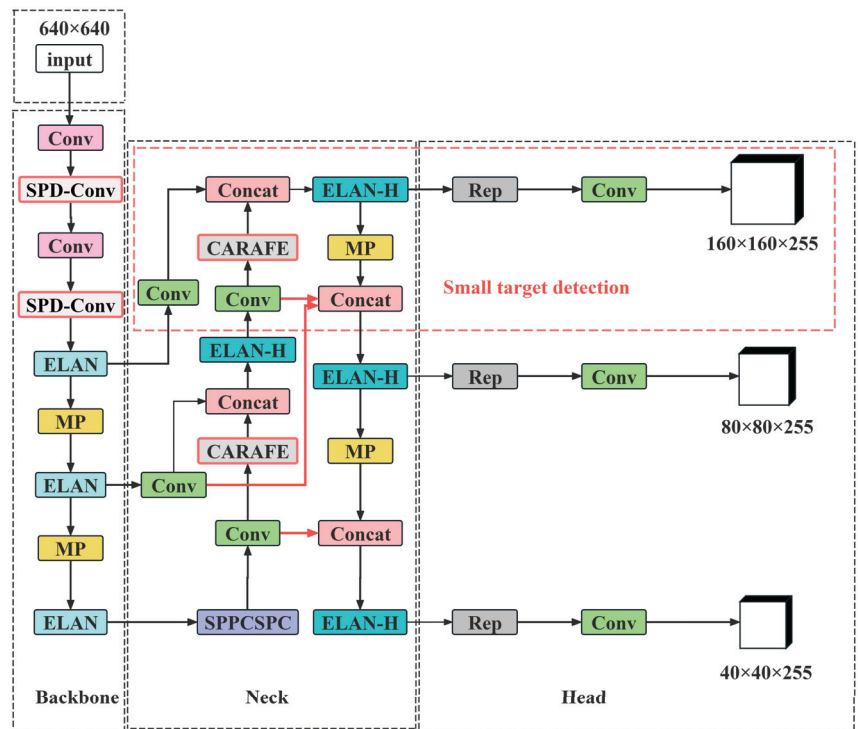 640×640
input
Conv
SPD-Conv
Conv
SPD-Conv
ELAN
MP
ELAN
MP
ELAN
Backbone
Concat
ELAN-H
CARAFE
MP
Conv
Conv
Concat
ELAN-H
ELAN-H
Concat
CARAFE
MP
Conv
Conv
Concat
SPPCSPC
ELAN-H
Neck
Rep
Conv
160×160×255
Small target detection
Rep
Conv
80×80×255
Rep
Conv
40×40×255
Head